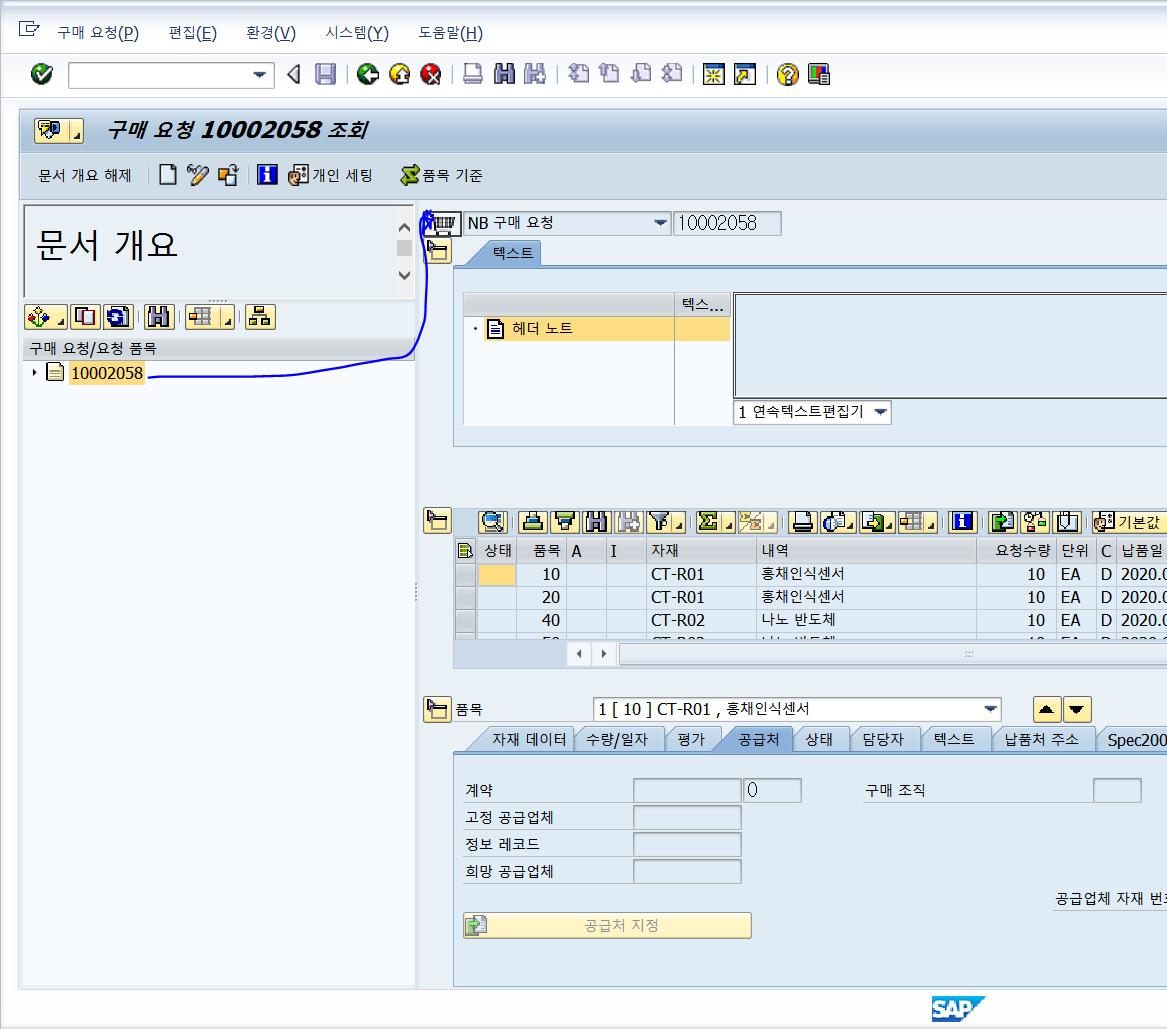 구매 요청(P) 편집(E) 환경(V) 시스템(Y) 도움말(H)
구매 요청 10002058 조회
문서 개요 해제 개인 세팅 품목 기준
문서 개요
NB 구매 요청 10002058
텍스트
텍스...
헤더 노트
1 연속텍스트편집기
구매 요청/요청 품목
10002058
기본값
상태 품목 A I 자재 내역 요청수량 단위 C 납품일
10 CT-R01 홍채인식센서 10 EA D 2020.0
20 CT-R01 홍채인식센서 10 EA D 2020.0
40 CT-R02 나노 반도체 10 EA D 2020.0
품목 1 [ 10 ] CT-R01 , 홍채인식센서
자재 데이터 수량/일자 평가 공급처 상태 담당자 텍스트 납품처 주소 Spec200
계약 0 구매 조직
고정 공급업체
정보 레코드
희망 공급업체
공급업체 자재 번호
공급처 지정
SAP